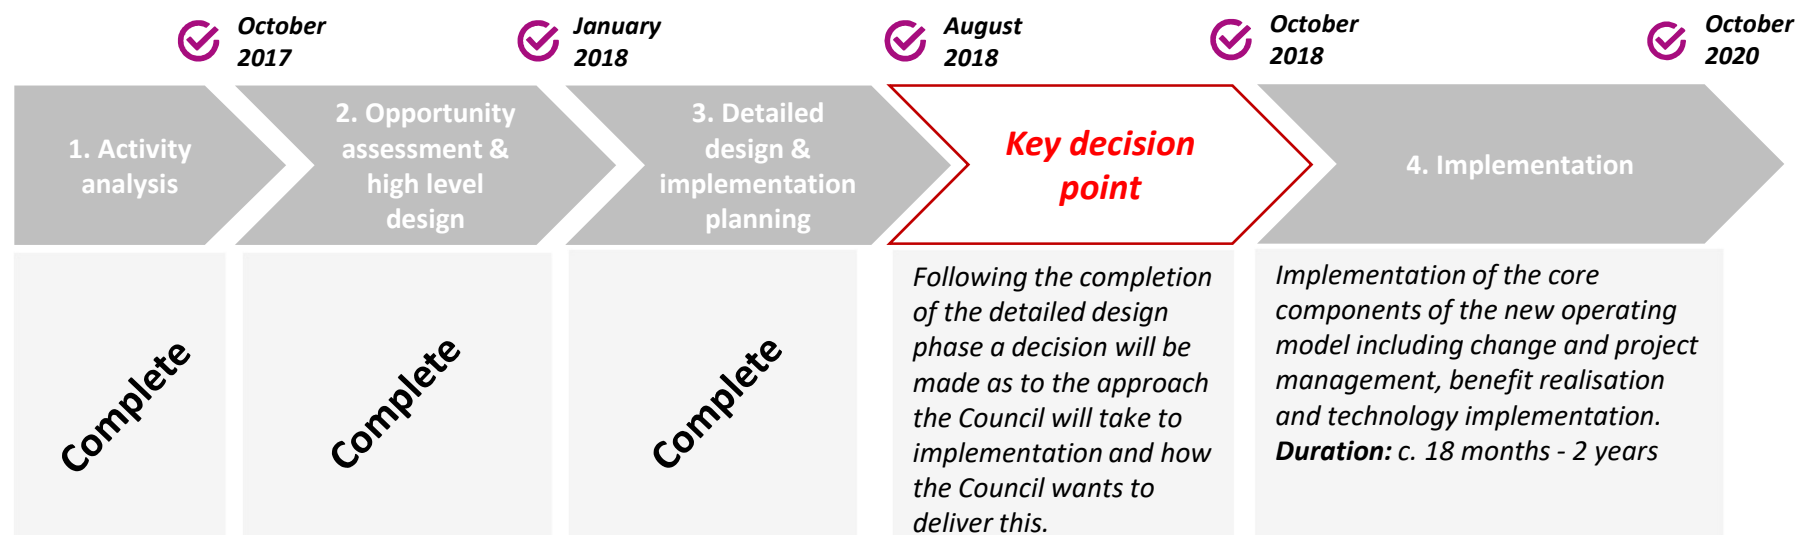 October
2017
January
2018
August
2018
October
2018
October
2020
1. Activity
analysis
2. Opportunity
assessment &
high level
design
3. Detailed
design &
implementation
planning
Key decision
point
4. Implementation
Complete
Complete
Complete
Following the completion
of the detailed design
phase a decision will be
made as to the approach
the Council will take to
implementation and how
the Council wants to
deliver this.
Implementation of the core
components of the new operating
model including change and project
management, benefit realisation
and technology implementation.
Duration: c. 18 months - 2 years